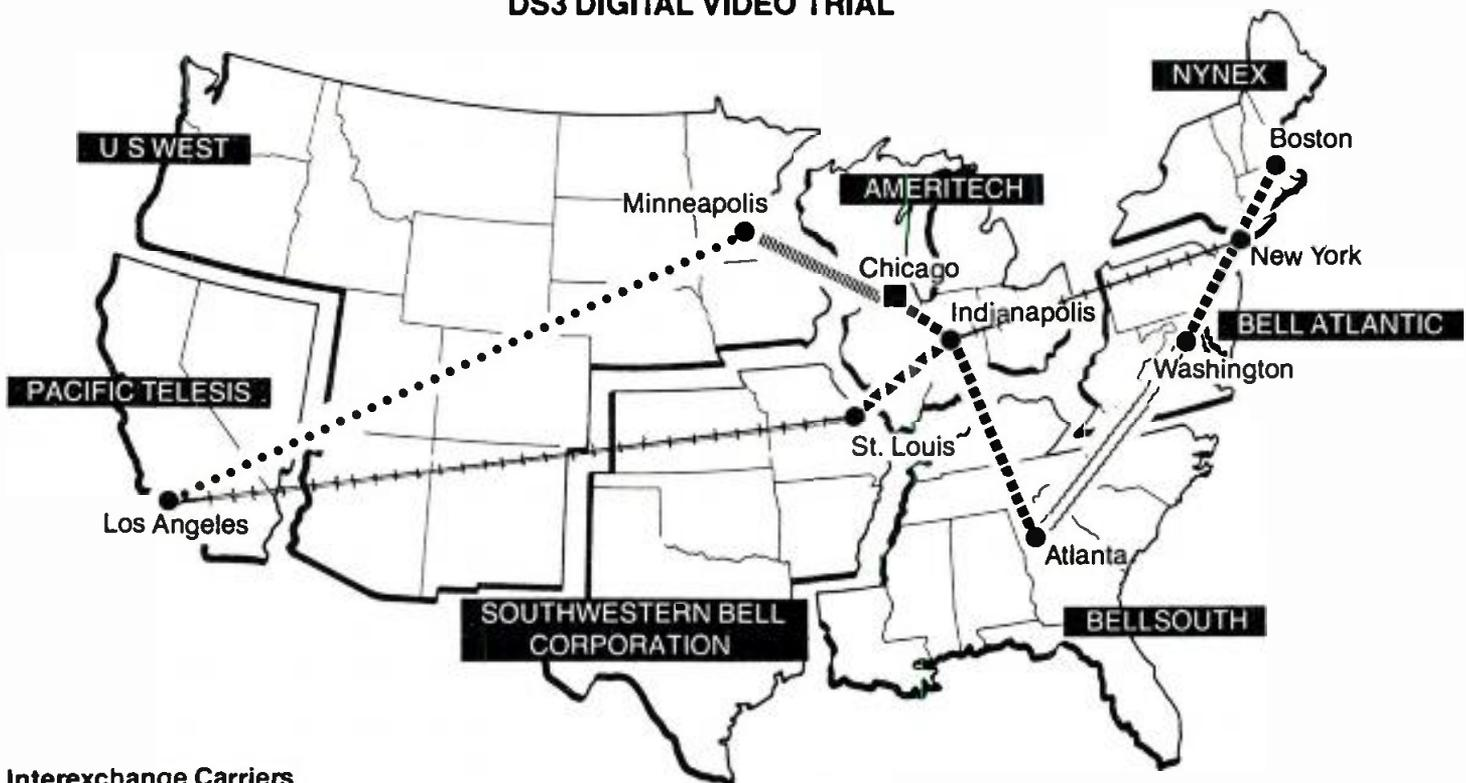 DS3 DIGITAL VIDEO TRIAL
NYNEX
Boston
U S WEST
AMERITECH
Minneapolis
New York
Chicago
Indianapolis
BELL ATLANTIC
Washington
PACIFIC TELESIS
St. Louis
Los Angeles
Atlanta
SOUTHWESTERN BELL
CORPORATION
BELLSOUTH
Interexchange Carriers